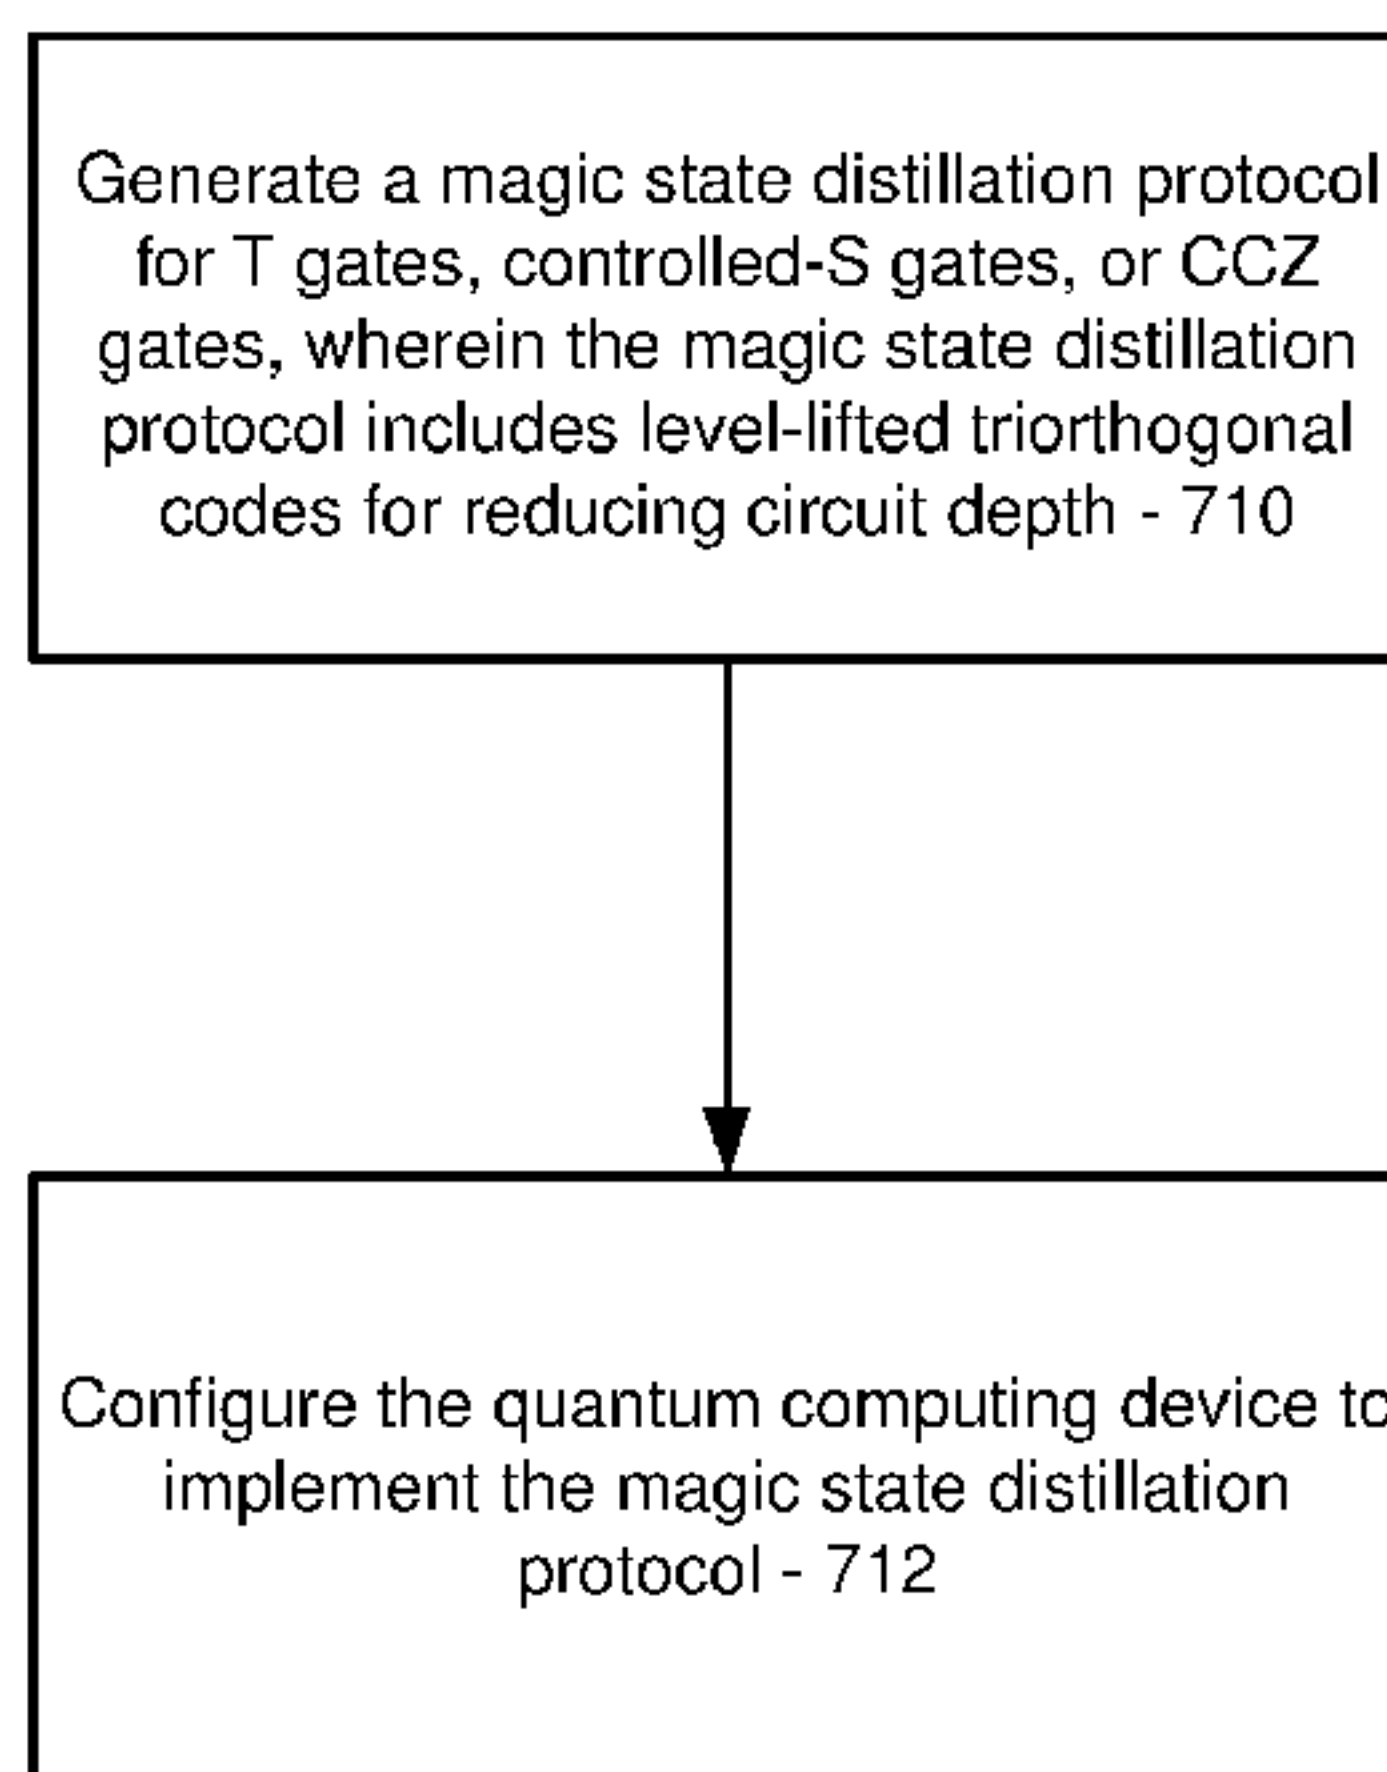 Generate a magic state distillation protocol
for T gates, controlled-S gates, or CCZ
gates, wherein the magic state distillation
protocol includes level-lifted triorthogonal
codes for reducing circuit depth - 710
Configure the quantum computing device to
implement the magic state distillation
protocol - 712